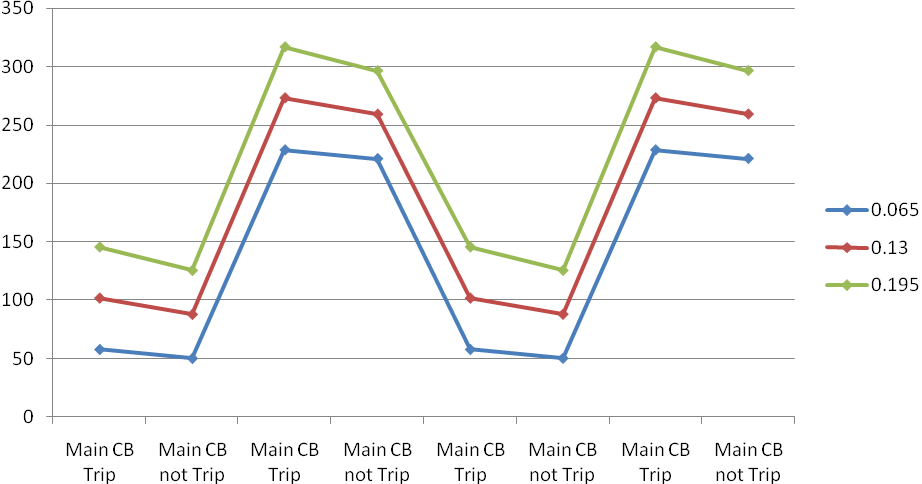 350
300
250
200
150
100
50
0
Main CB Trip
Main CB not Trip
Main CB Trip
Main CB not Trip
Main CB Trip
Main CB not Trip
Main CB Trip
Main CB not Trip
0.065
0.13
0.195